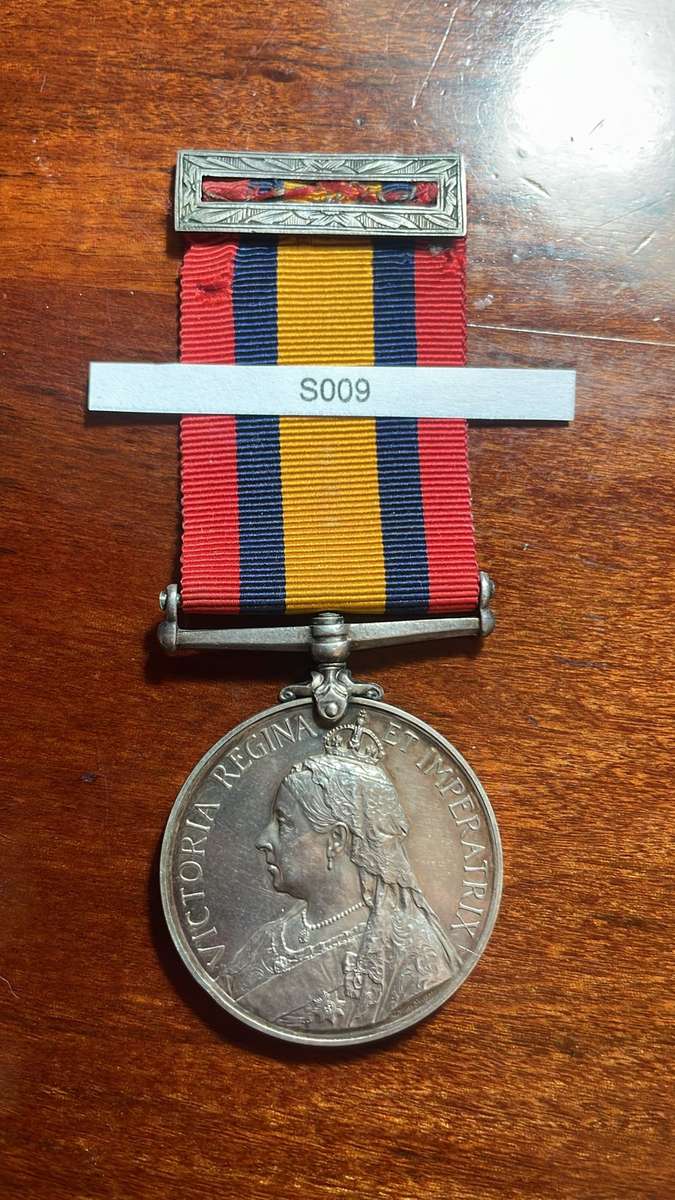 S009
VICTORIA REGINA ET IMPERATRIX